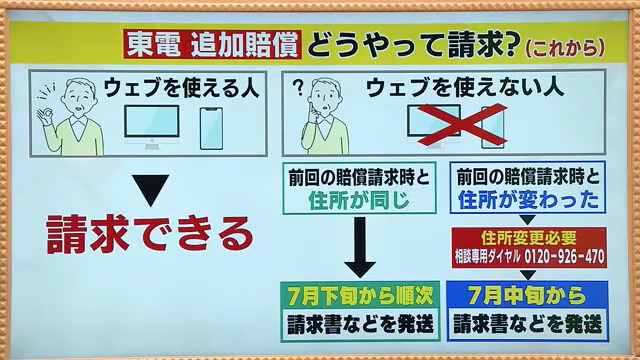 東電 追加賠償 どうやって請求?(これから)
ウェブを使える人
請求できる
?
ウェブを使えない人
前回の賠償請求時と
住所が同じ
7月下旬から順次
請求書などを発送
前回の賠償請求時と
住所が変わった
住所変更必要
相談専用ダイヤル 0120-926-470
7月中旬から
請求書などを発送